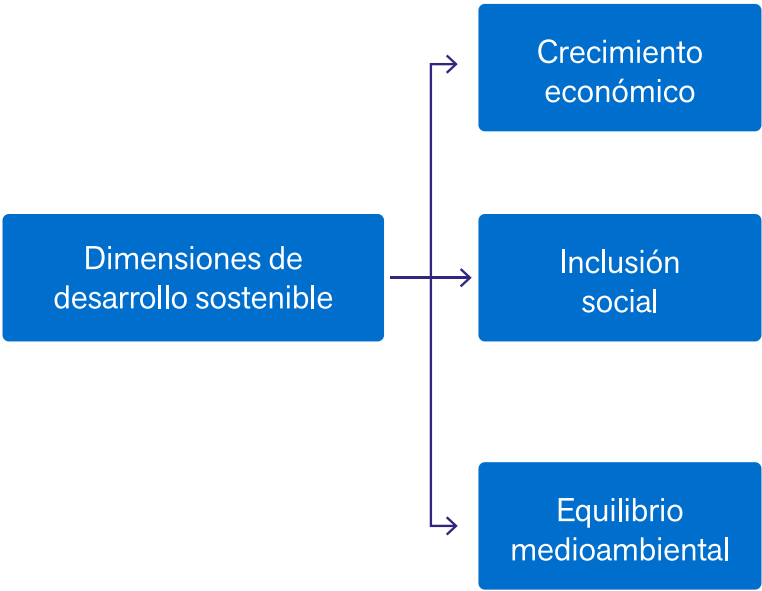 Crecimiento
económico
Dimensiones de
desarrollo sostenible
Inclusión
social
Equilibrio
medioambiental